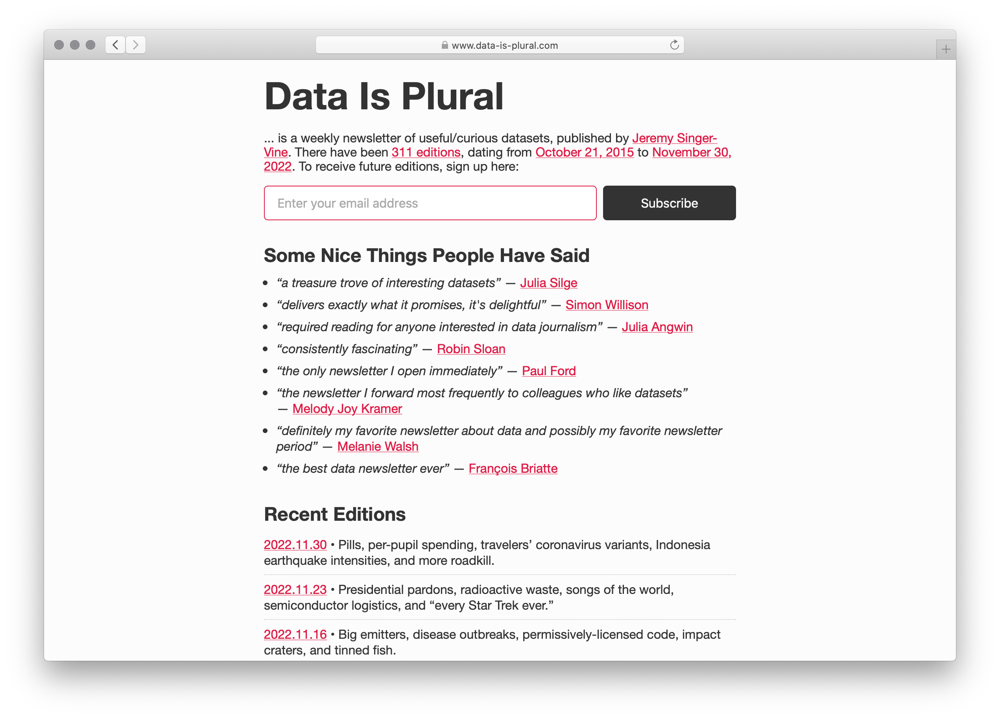 www.data-is-plural.com
Data Is Plural
... is a weekly newsletter of useful/curious datasets, published by Jeremy Singer-
Vine. There have been 311 editions, dating from October 21, 2015 to November 30,
2022. To receive future editions, sign up here:
Enter your email address
Subscribe
Some Nice Things People Have Said
• “a treasure trove of interesting datasets” — Julia Silge
• “delivers exactly what it promises, it's delightful” — Simon Willison
• “required reading for anyone interested in data journalism” — Julia Angwin
• “consistently fascinating” — Robin Sloan
• “the only newsletter I open immediately” — Paul Ford
• “the newsletter I forward most frequently to colleagues who like datasets”
— Melody Joy Kramer
• “definitely my favorite newsletter about data and possibly my favorite newsletter
period” — Melanie Walsh
• “the best data newsletter ever” — François Briatte
Recent Editions
2022.11.30 • Pills, per-pupil spending, travelers’ coronavirus variants, Indonesia
earthquake intensities, and more roadkill.
2022.11.23 • Presidential pardons, radioactive waste, songs of the world,
semiconductor logistics, and “every Star Trek ever.”
2022.11.16 • Big emitters, disease outbreaks, permissively-licensed code, impact
craters, and tinned fish.